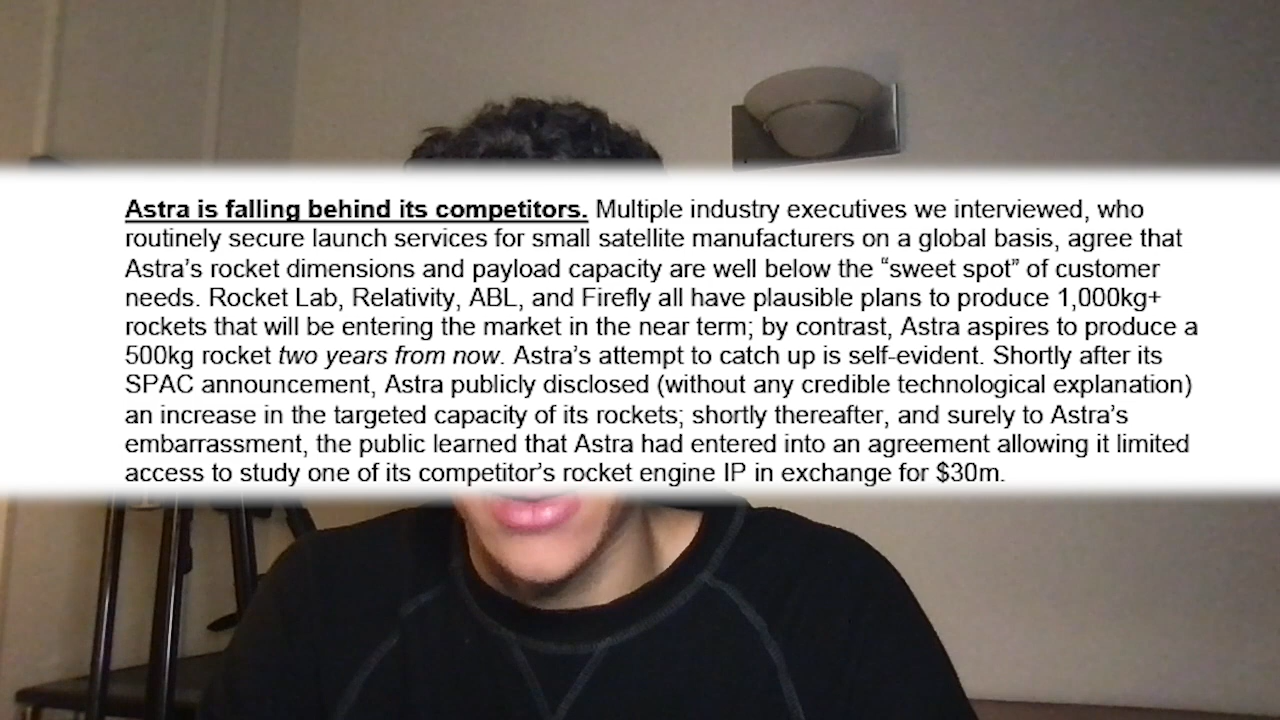 Astra is falling behind its competitors. Multiple industry executives we interviewed, who
routinely secure launch services for small satellite manufacturers on a global basis, agree that
Astra's rocket dimensions and payload capacity are well below the “sweet spot” of customer
needs. Rocket Lab, Relativity, ABL, and Firefly all have plausible plans to produce 1,000kg+
rockets that will be entering the market in the near term; by contrast, Astra aspires to produce a
500kg rocket two years from now. Astra's attempt to catch up is self-evident. Shortly after its
SPAC announcement, Astra publicly disclosed (without any credible technological explanation)
an increase in the targeted capacity of its rockets; shortly thereafter, and surely to Astra's
embarrassment, the public learned that Astra had entered into an agreement allowing it limited
access to study one of its competitor's rocket engine IP in exchange for $30m.